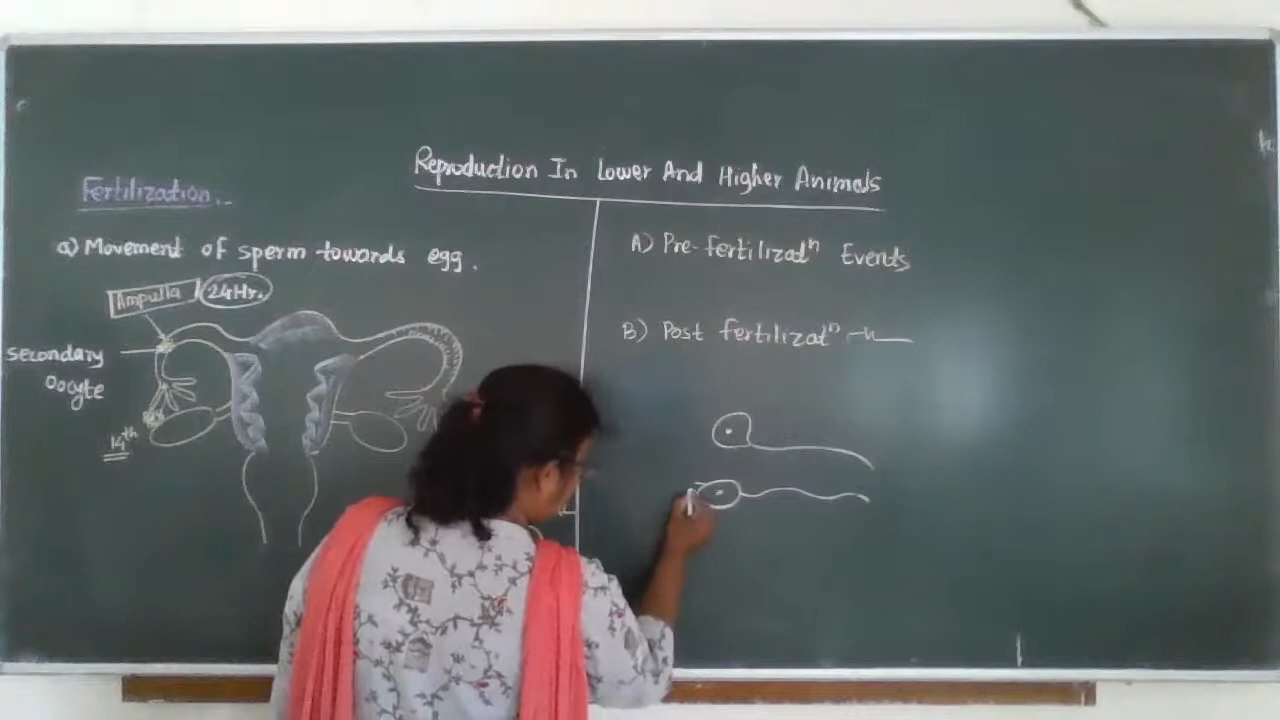 Reproduction In Lower And Higher Animals
Fertilization.
a) Movement of sperm towards egg.
Ampulla 24Hr.
secondary
Oocyte
14th
A) Pre-fertilizatⁿ Events
B) Post fertilizatⁿ —"—